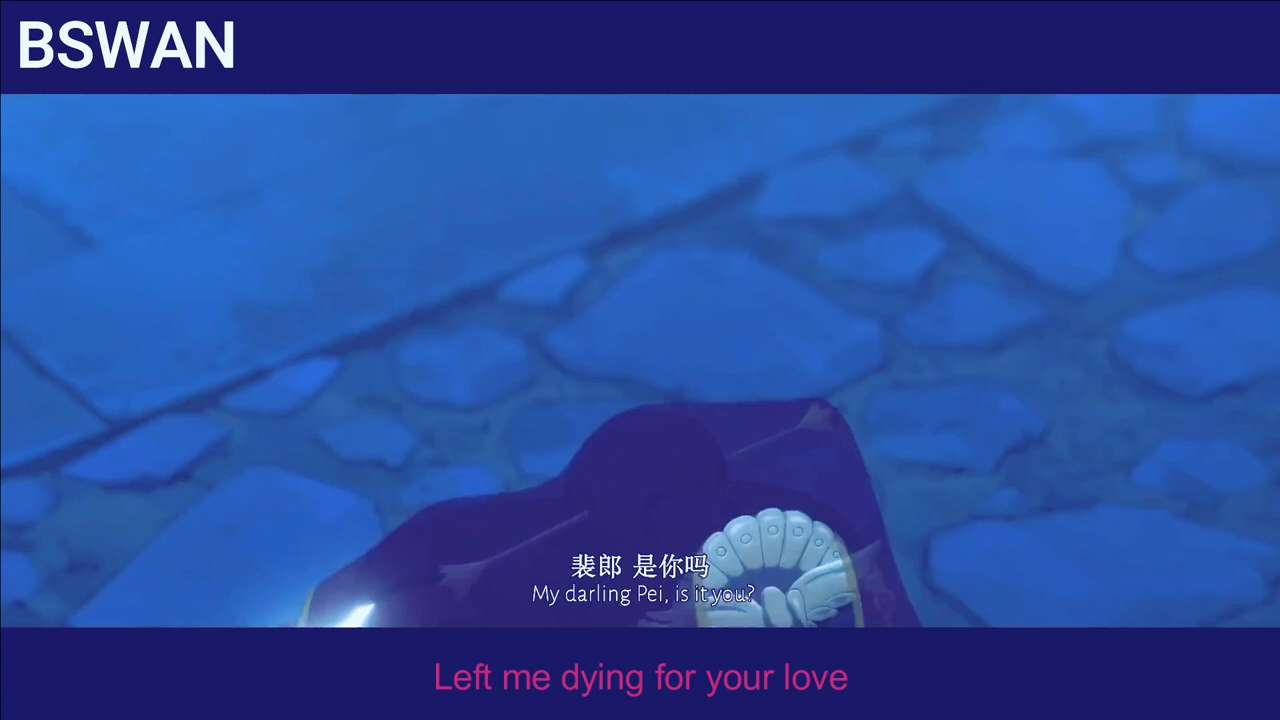 BSWAN
裴郎 是你吗
My darling Pei, is it you?
Left me dying for your love